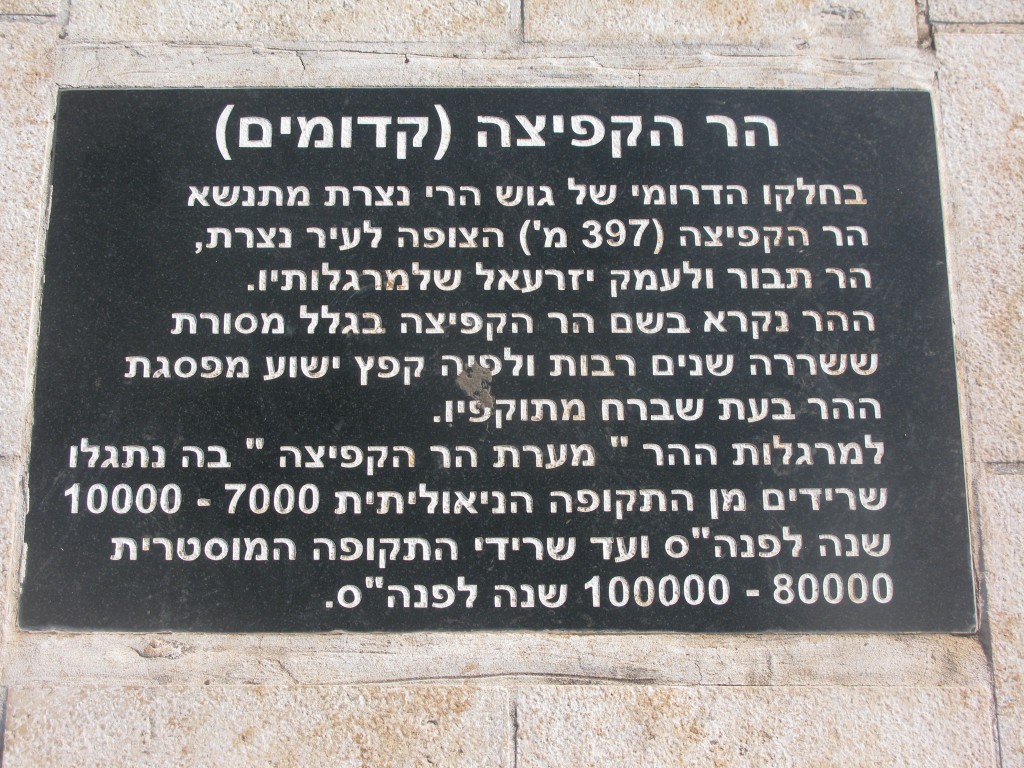 הר הקפיצה (קדומים)
בחלקו הדרומי של גוש הרי נצרת מתנשא
הר הקפיצה (397 מ') הצופה לעיר נצרת,
הר תבור ולעמק יזרעאל שלמרגלותיו.
ההר נקרא בשם הר הקפיצה בגלל מסורת
ששררה שנים רבות ולפיה קפץ ישוע מפסגת
ההר בעת שברח מתוקפיו.
למרגלות ההר " מערת הר הקפיצה " בה נתגלו
שרידים מן התקופה הניאוליתית 7000 - 10000
שנה לפנה"ס ועד שרידי התקופה המוסטרית
80000 - 100000 שנה לפנה"ס.